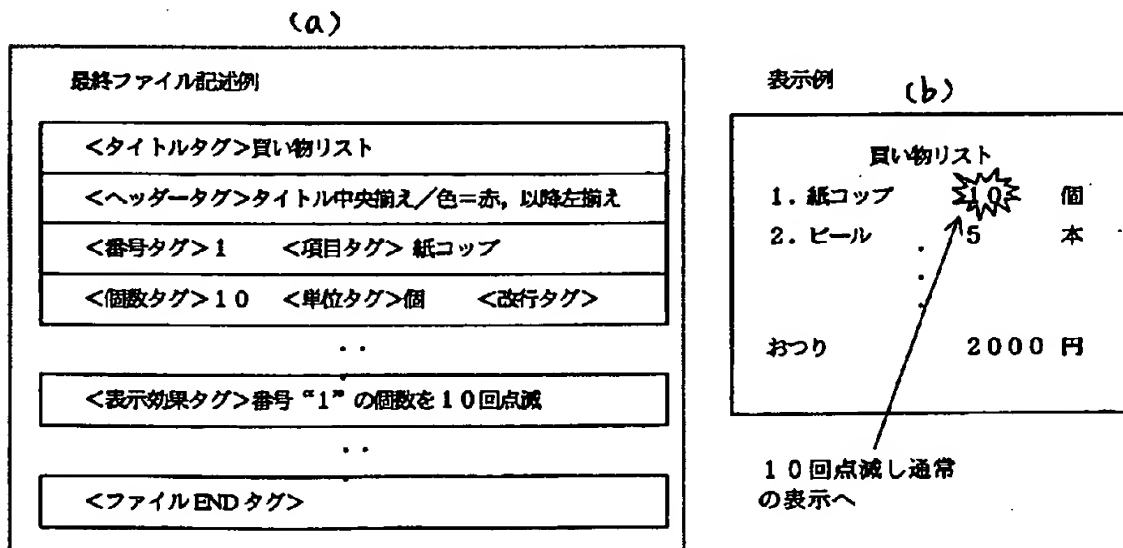 (a)
最終ファイル記述例
<タイトルタグ>買い物リスト
<ヘッダータグ>タイトル中央揃え/色=赤,以降左揃え
<番号タグ>1 <項目タグ>紙コップ
<個数タグ>10 <単位タグ>個 <改行タグ>
<表示効果タグ>番号“1”の個数を10回点滅
<ファイルENDタグ>
表示例
(b)
買い物リスト
1.紙コップ 10 個
2.ビール 5 本
おつり 2000 円
10回点滅し通常
の表示へ